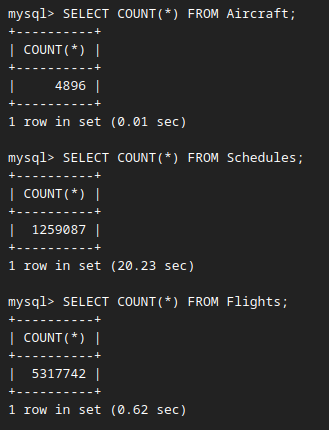 mysql> SELECT COUNT(*) FROM Aircraft;
+----------+
| COUNT(*) |
+----------+
|     4896 |
+----------+
1 row in set (0.01 sec)

mysql> SELECT COUNT(*) FROM Schedules;
+----------+
| COUNT(*) |
+----------+
|  1259087 |
+----------+
1 row in set (20.23 sec)

mysql> SELECT COUNT(*) FROM Flights;
+----------+
| COUNT(*) |
+----------+
|  5317742 |
+----------+
1 row in set (0.62 sec)